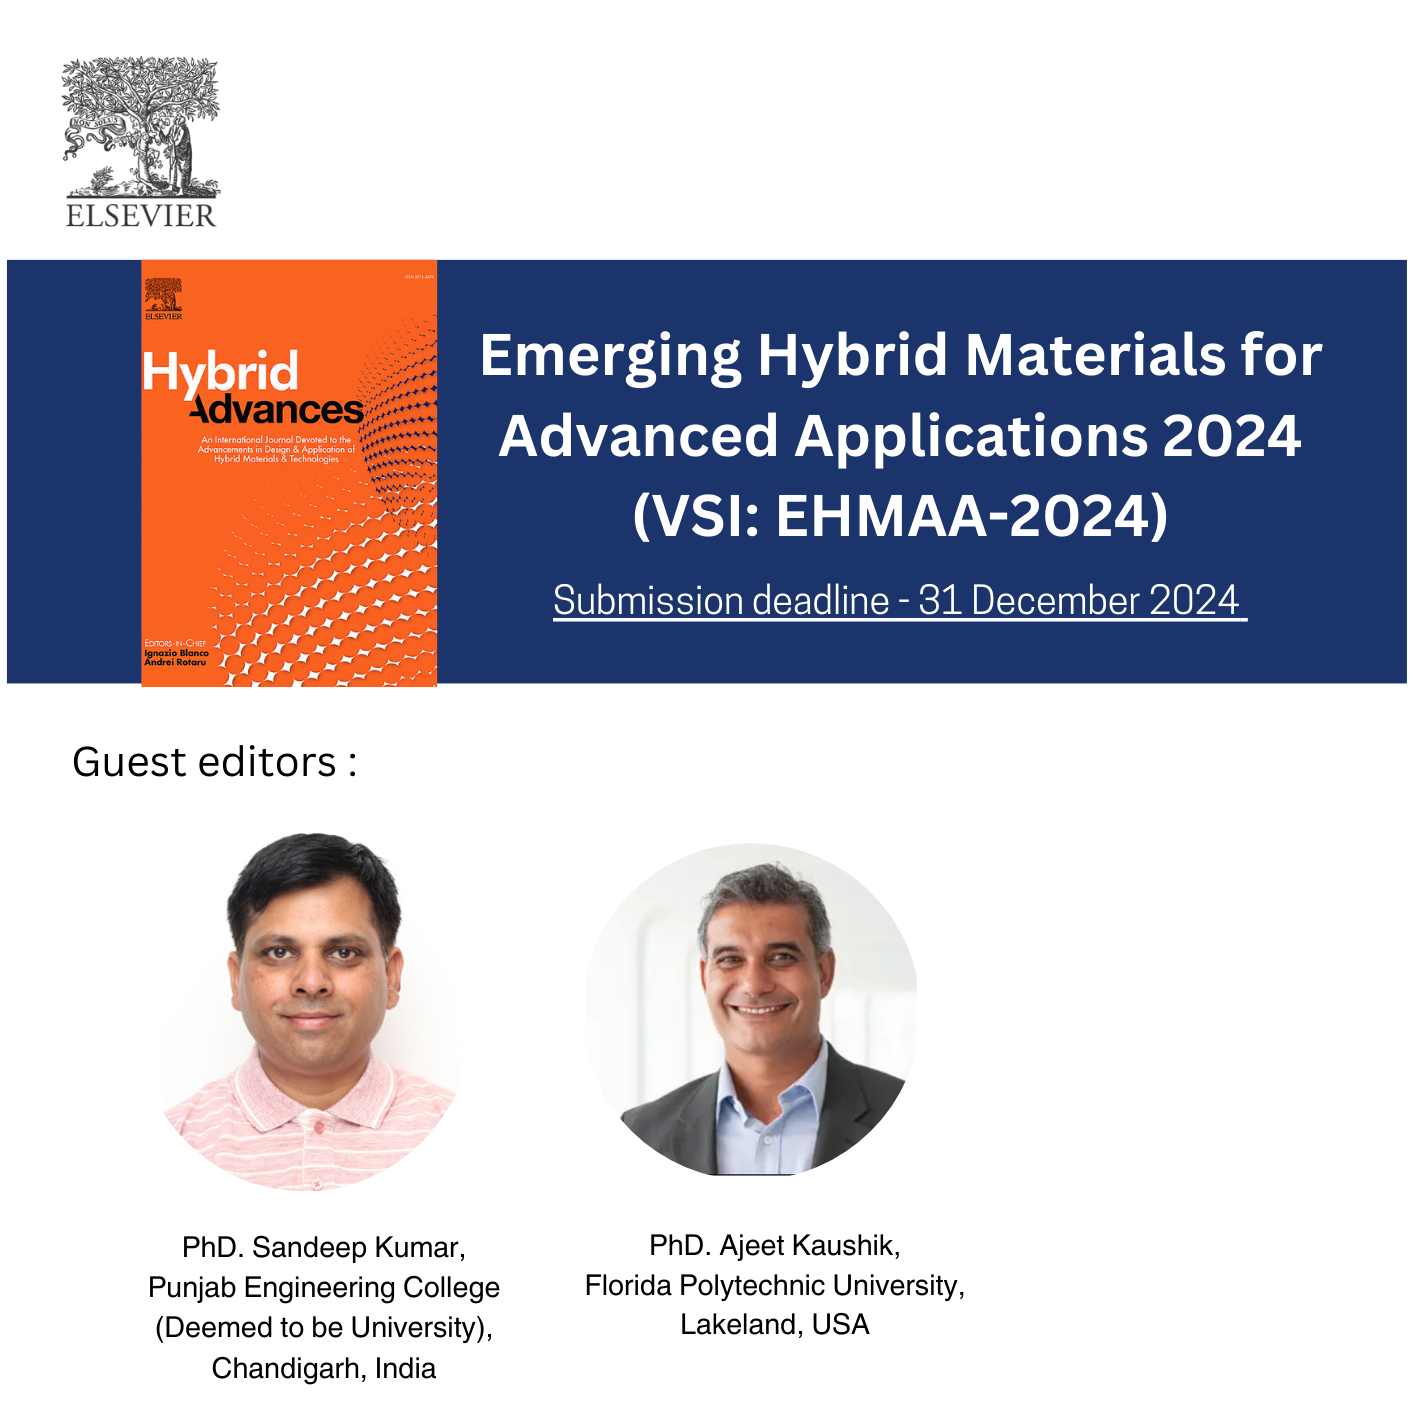 NON SOLUS
ELSEVIER
ELSEVIER
Hybrid
Advances
An International Journal Devoted to the
Advancements in Design & Application of
Hybrid Materials & Technologies
EDITORS-IN-CHIEF
Ignazio Blanco
Andrei Rotaru
Emerging Hybrid Materials for
Advanced Applications 2024
(VSI: EHMAA-2024)
Submission deadline - 31 December 2024
Guest editors :
PhD. Sandeep Kumar,
Punjab Engineering College
(Deemed to be University),
Chandigarh, India
PhD. Ajeet Kaushik,
Florida Polytechnic University,
Lakeland, USA